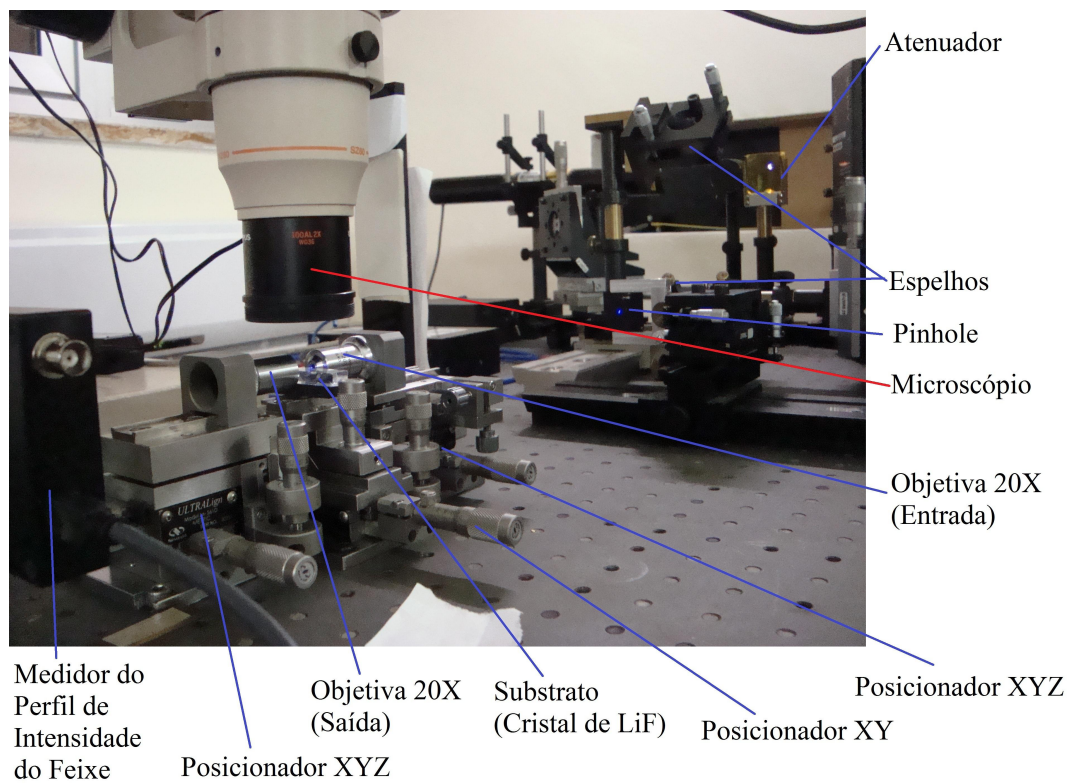 Atenuador
Espelhos
Pinhole
Microscópio
Objetiva 20X
(Entrada)
Posicionador XYZ
Posicionador XY
Substrato
(Cristal de LiF)
Objetiva 20X
(Saída)
Posicionador XYZ
Medidor do
Perfil de
Intensidade
do Feixe
ULTRAlign